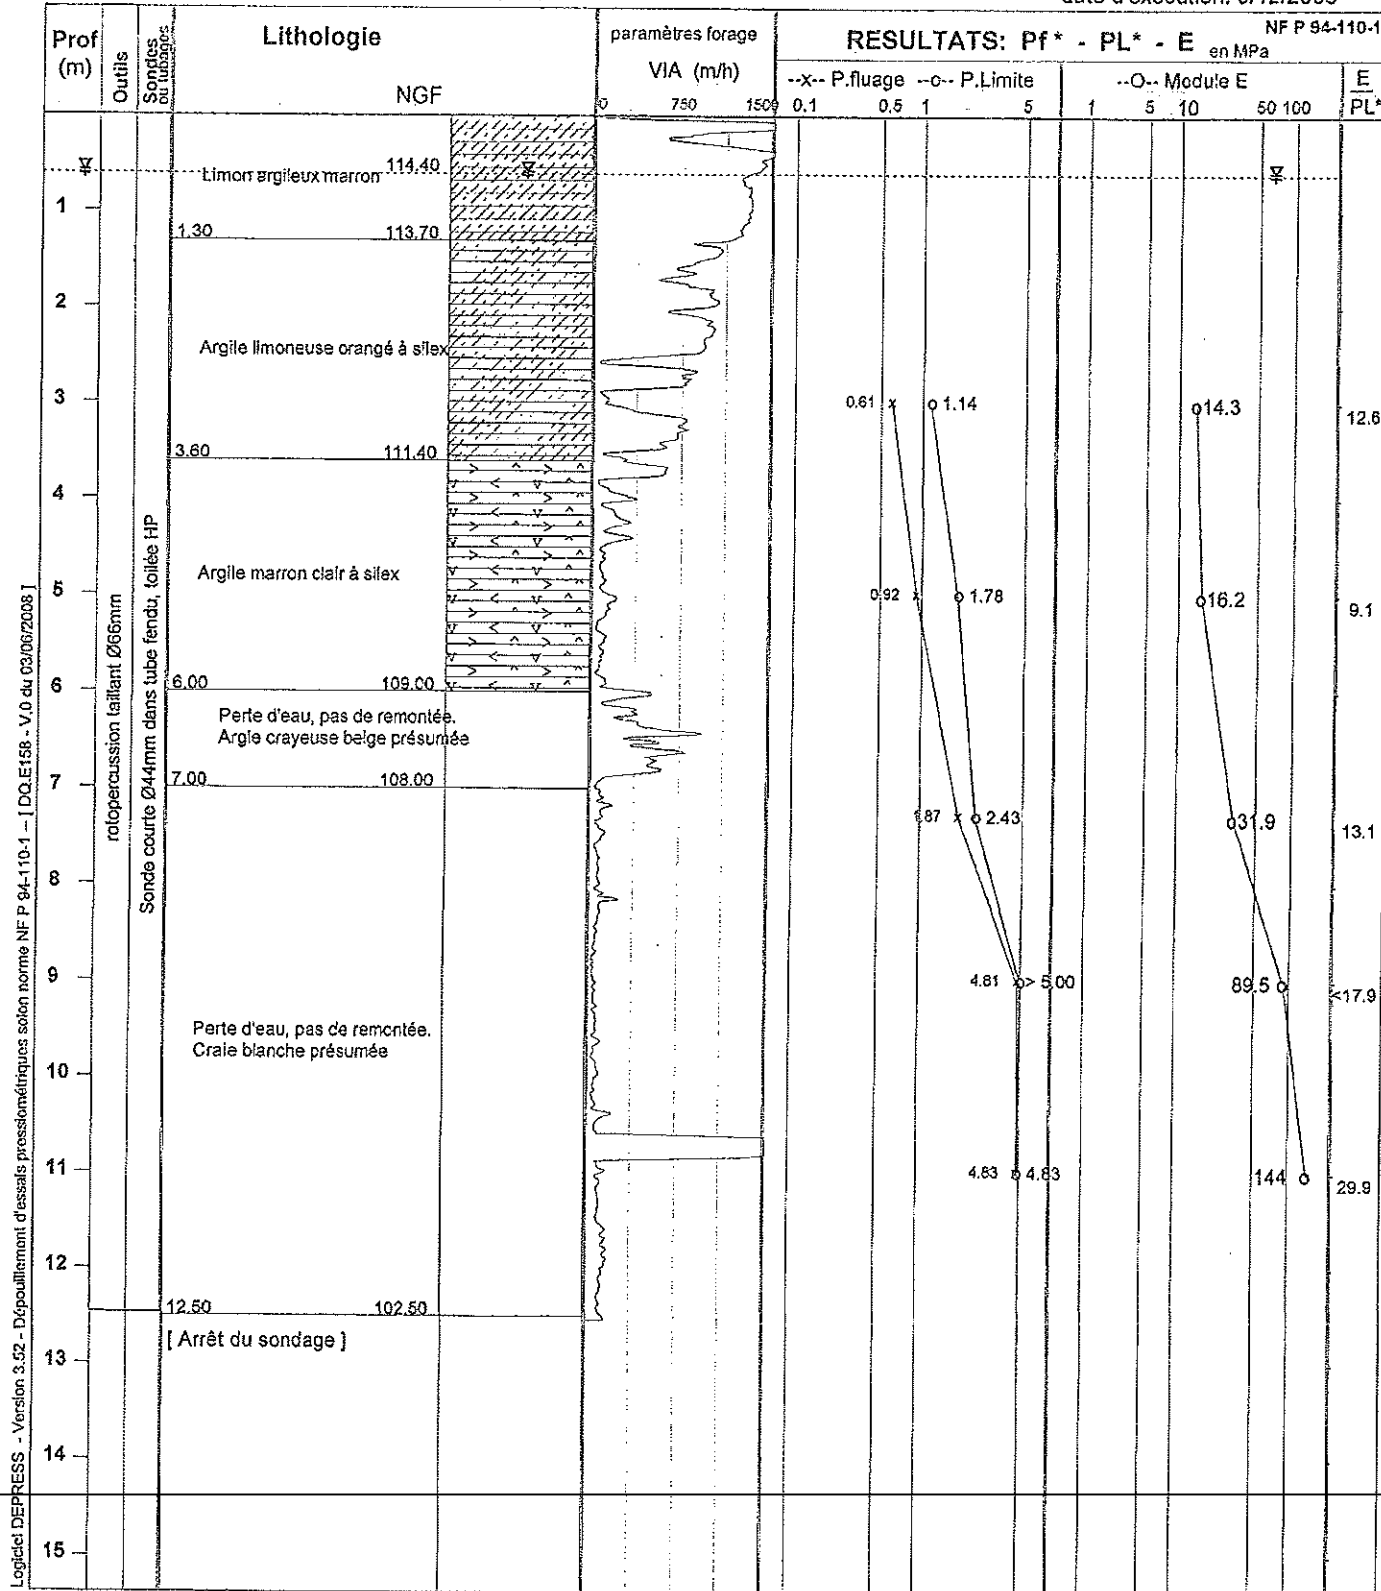 NF P 94-110-1
Prof
(m)
Outils
Sondes
ou tubages
Lithologie
NGF
paramètres forage
VIA (m/h)
0 750 1500
RESULTATS: Pf* - PL* - E en MPa
--x-- P.fluage --o-- P.Limite
0.1 0.5 1 5
--O-- Module E
1 5 10 50 100
E
PL*
114.40
Limon argileux marron
1
1.30 113.70
2
Argile limoneuse orangé à silex
3
0.61 1.14 14.3 12.6
3.60 111.40
4
Argile marron clair à silex
5
0.92 1.78 16.2 9.1
6
6.00 109.00
Perte d'eau, pas de remontée.
Argie crayeuse beige présumée
7
7.00 108.00
1.87 2.43 31.9 13.1
8
9
4.81 > 5.00 89.5 <17.9
Perte d'eau, pas de remontée.
Craie blanche présumée
10
11
4.83 4.83 144 29.9
12
12.50 102.50
[ Arrêt du sondage ]
13
14
15
rotopercussion taillant Ø66mm
Sonde courte Ø44mm dans tube fendu, toilée HP
Logiciel DEPRESS - Version 3.52 - Dépouillement d'essais pressiométriques selon norme NF P 94-110-1 -- [ DQ.E158 - V.0 du 03/06/2008 ]